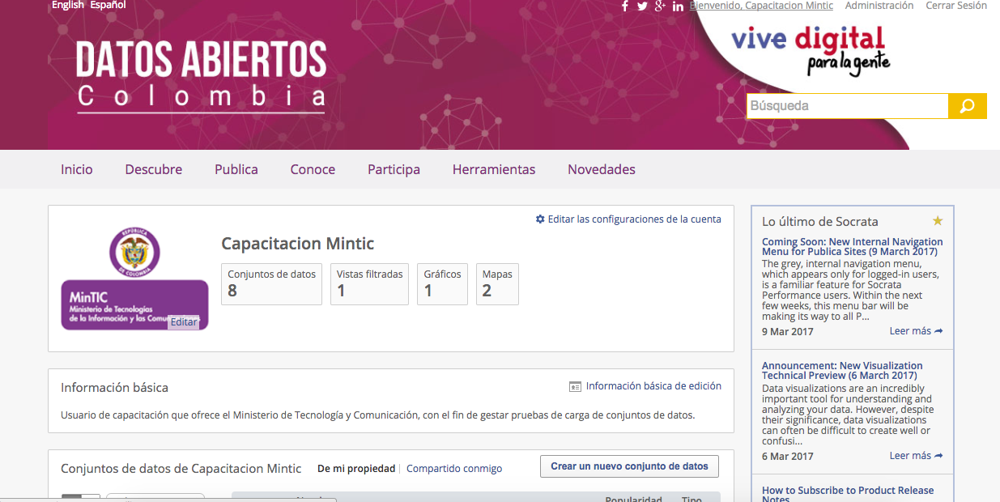 English Español
Bienvenido, Capacitacion Mintic Administración Cerrar Sesión
DATOS ABIERTOS
Colombia
vive digital
para la gente
Búsqueda
Inicio Descubre Publica Conoce Participa Herramientas Novedades
Editar las configuraciones de la cuenta
REPÚBLICA
DE COLOMBIA
MinTIC
Ministerio de Tecnologías
de la Información y las
Editar
Capacitacion Mintic
Conjuntos de datos
8
Vistas filtradas
1
Gráficos
1
Mapas
2
Información básica
Información básica de edición
Usuario de capacitación que ofrece el Ministerio de Tecnología y Comunicación, con el fin de gestar pruebas de carga de conjuntos de datos.
Conjuntos de datos de Capacitacion Mintic De mi propiedad Compartido conmigo
Crear un nuevo conjunto de datos
Popularidad Tipo
Lo último de Socrata
Coming Soon: New Internal Navigation
Menu for Publica Sites (9 March 2017)
The grey, internal navigation menu,
which appears only for logged-in users,
is a familiar feature for Socrata
Performance users. Within the next
few weeks, this menu bar will be
making its way to all P...
9 Mar 2017 Leer más
Announcement: New Visualization
Technical Preview (6 March 2017)
Data visualizations are an incredibly
important tool for understanding and
analyzing your data. However, despite
their significance, data visualizations
can often be difficult to create well or
confusi...
6 Mar 2017 Leer más
How to Subscribe to Product Release
Notes